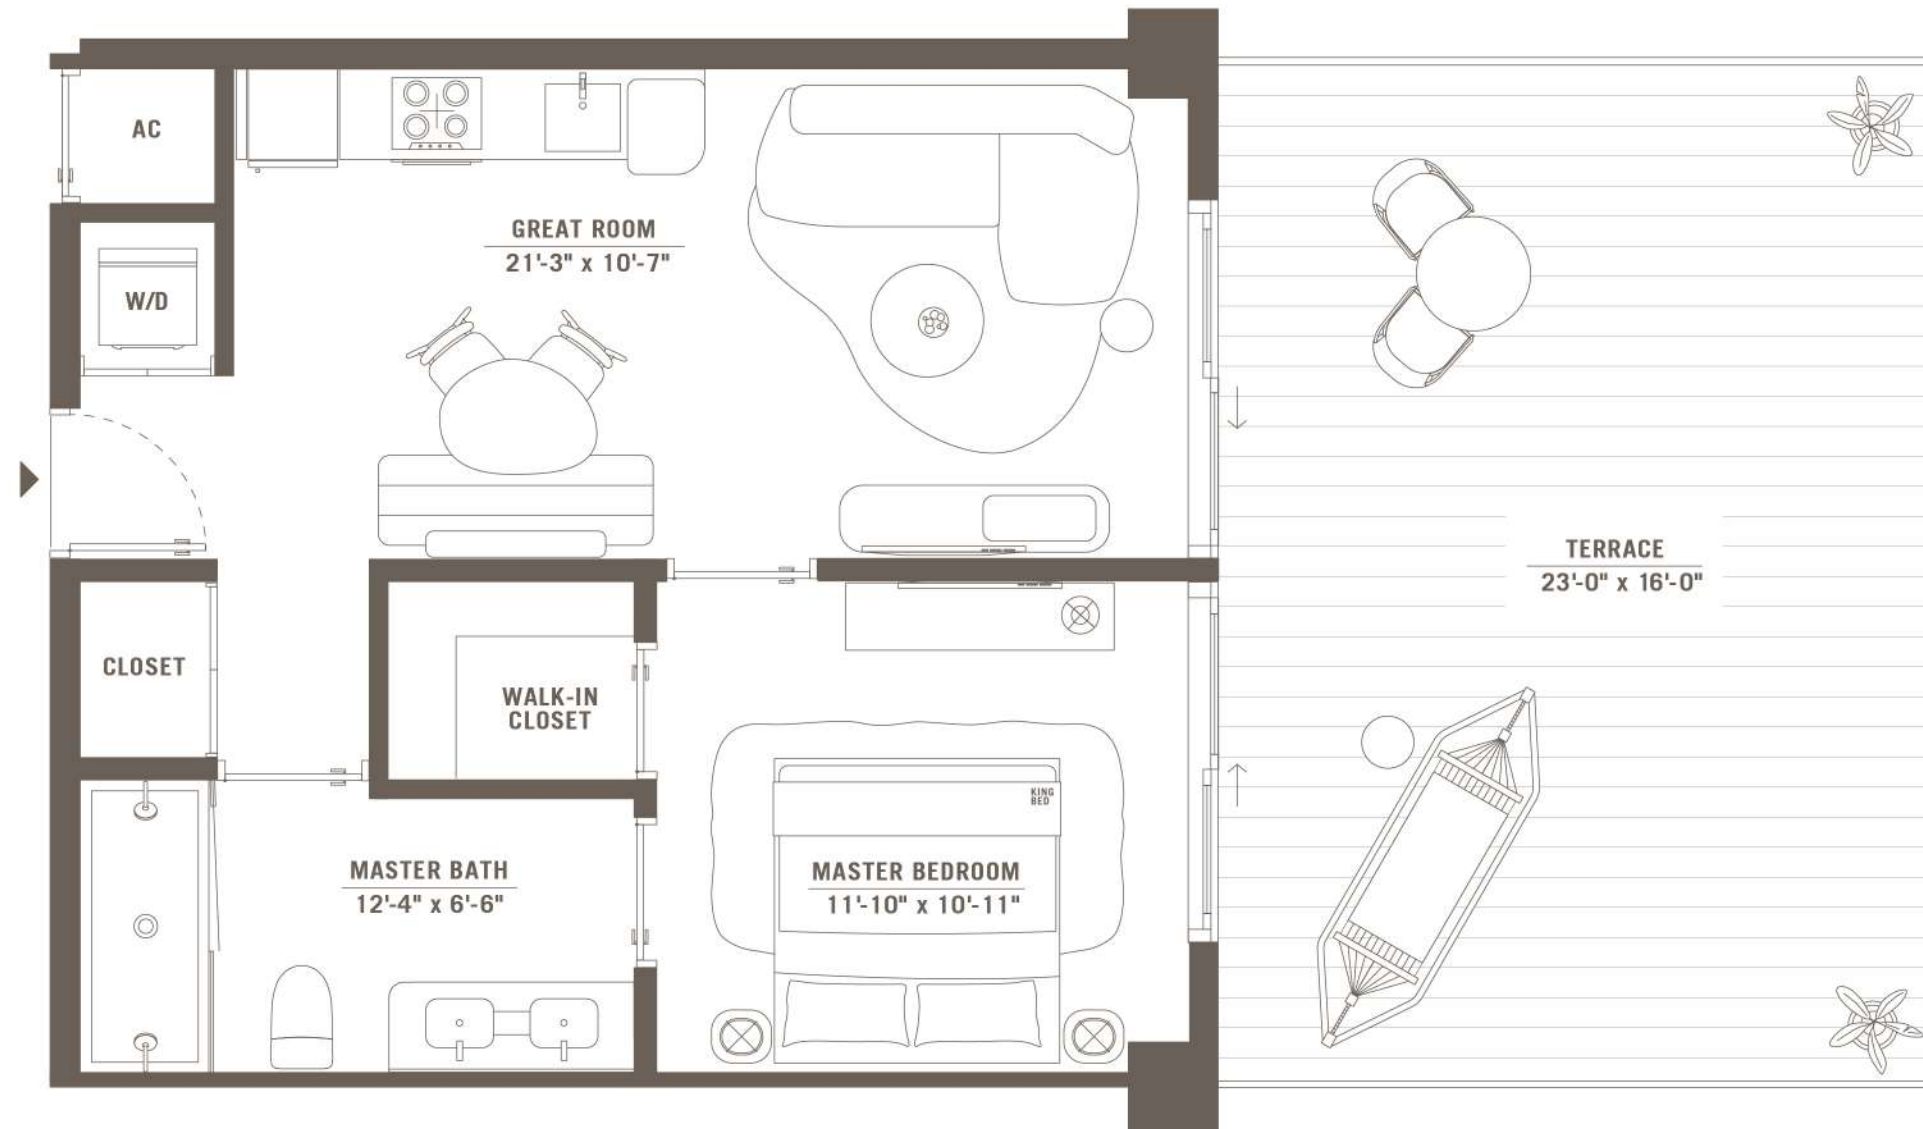 AC
GREAT ROOM
21'-3" x 10'-7"
W/D
TERRACE
23'-0" x 16'-0"
CLOSET
WALK-IN
CLOSET
KING
BED
MASTER BATH
12'-4" x 6'-6"
MASTER BEDROOM
11'-10" x 10'-11"